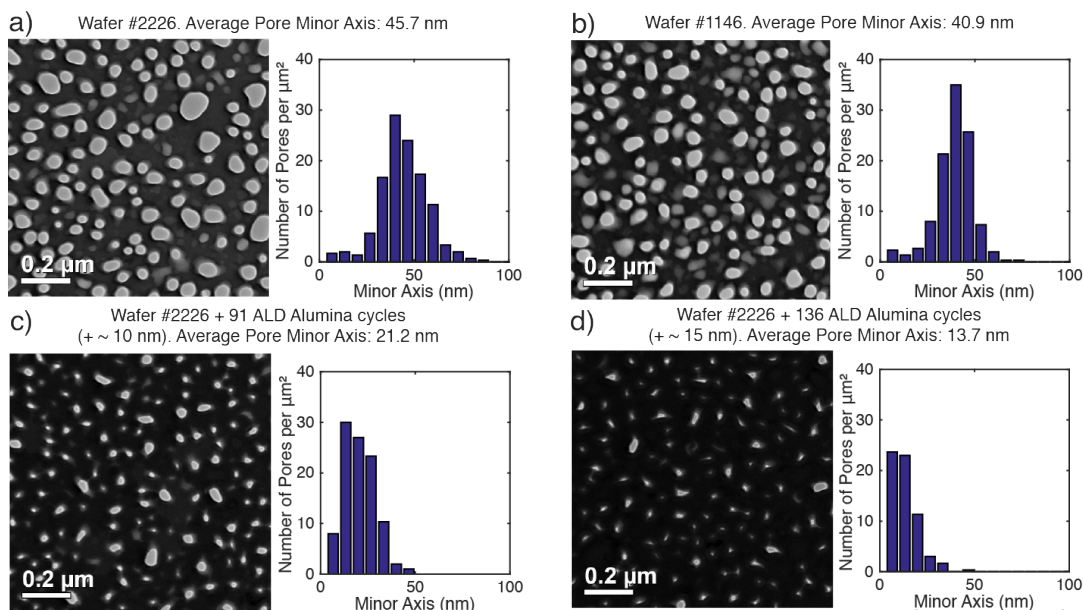 a) Wafer #2226. Average Pore Minor Axis: 45.7 nm
0.2 µm
Number of Pores per µm²
40
30
20
10
0
0 50 100
Minor Axis (nm)
b) Wafer #1146. Average Pore Minor Axis: 40.9 nm
0.2 µm
Number of Pores per µm²
40
30
20
10
0
0 50 100
Minor Axis (nm)
c) Wafer #2226 + 91 ALD Alumina cycles
(+ ~ 10 nm). Average Pore Minor Axis: 21.2 nm
0.2 µm
Number of Pores per µm²
40
30
20
10
0
0 50 100
Minor Axis (nm)
d) Wafer #2226 + 136 ALD Alumina cycles
(+ ~ 15 nm). Average Pore Minor Axis: 13.7 nm
0.2 µm
Number of Pores per µm²
40
30
20
10
0
0 50 100
Minor Axis (nm)